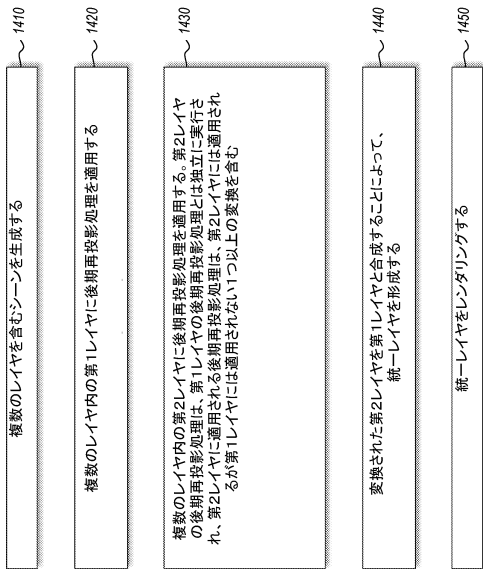 1410
複数のレイヤを含むシーンを生成する
1420
複数のレイヤ内の第1レイヤに後期再投影処理を適用する
1430
複数のレイヤ内の第2レイヤに後期再投影処理を適用する。第2レイヤ
の後期再投影処理は、第1レイヤの後期再投影処理とは独立に実行さ
れ、第2レイヤに適用される後期再投影処理は、第2レイヤには適用され
るが第1レイヤには適用されない1つ以上の変換を含む
1440
変換された第2レイヤを第1レイヤと合成することによって、
統一レイヤを形成する
1450
統一レイヤをレンダリングする